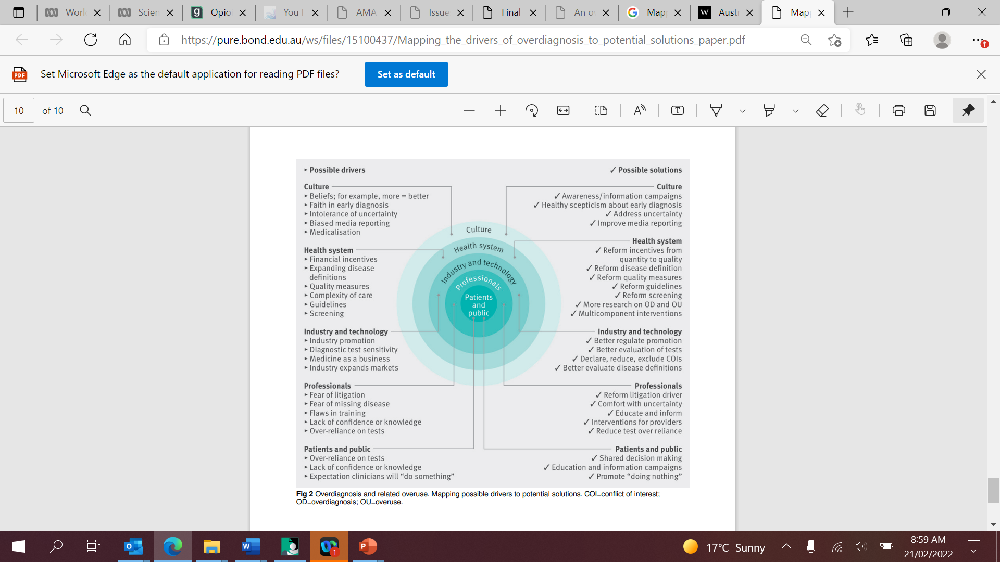 Worl
Scien
Opio
You H
AMA
Issue
Final
An ov
Map
Aust
Map
https://pure.bond.edu.au/ws/files/15100437/Mapping_the_drivers_of_overdiagnosis_to_potential_solutions_paper.pdf
PDF
Set Microsoft Edge as the default application for reading PDF files?
Set as default
10
of 10
▸ Possible drivers
✓ Possible solutions
Culture
▸ Beliefs; for example, more = better
▸ Faith in early diagnosis
▸ Intolerance of uncertainty
▸ Biased media reporting
▸ Medicalisation
Health system
▸ Financial incentives
▸ Expanding disease
definitions
▸ Quality measures
▸ Complexity of care
▸ Guidelines
▸ Screening
Industry and technology
▸ Industry promotion
▸ Diagnostic test sensitivity
▸ Medicine as a business
▸ Industry expands markets
Professionals
▸ Fear of litigation
▸ Fear of missing disease
▸ Flaws in training
▸ Lack of confidence or knowledge
▸ Over-reliance on tests
Patients and public
▸ Over-reliance on tests
▸ Lack of confidence or knowledge
▸ Expectation clinicians will “do something”
Culture
Health system
Industry and technology
Professionals
Patients
and
public
Culture
✓ Awareness/information campaigns
✓ Healthy scepticism about early diagnosis
✓ Address uncertainty
✓ Improve media reporting
Health system
✓ Reform incentives from
quantity to quality
✓ Reform disease definition
✓ Reform quality measures
✓ Reform guidelines
✓ Reform screening
✓ More research on OD and OU
✓ Multicomponent interventions
Industry and technology
✓ Better regulate promotion
✓ Better evaluation of tests
✓ Declare, reduce, exclude COIs
✓ Better evaluate disease definitions
Professionals
✓ Reform litigation driver
✓ Comfort with uncertainty
✓ Educate and inform
✓ Interventions for providers
✓ Reduce test over reliance
Patients and public
✓ Shared decision making
✓ Education and information campaigns
✓ Promote “doing nothing”
Fig 2 Overdiagnosis and related overuse. Mapping possible drivers to potential solutions. COI=conflict of interest;
OD=overdiagnosis; OU=overuse.
1
17°C Sunny
8:59 AM
21/02/2022